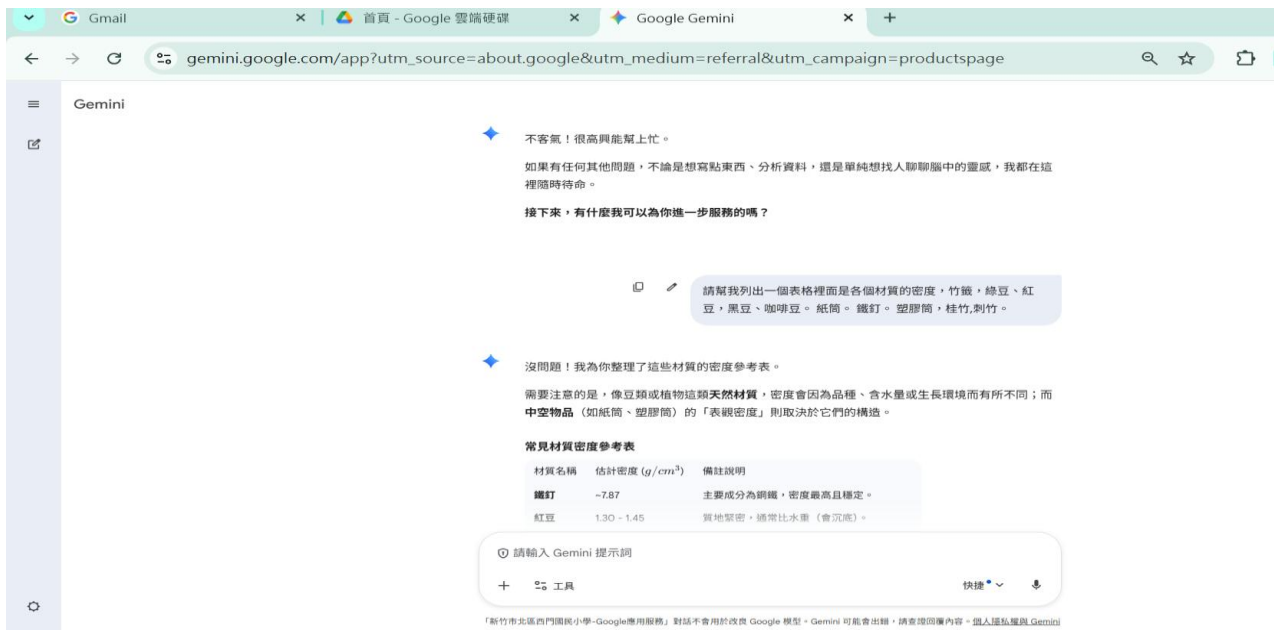 Gmail
首頁 - Google 雲端硬碟
Google Gemini
gemini.google.com/app?utm_source=about.google&utm_medium=referral&utm_campaign=productspage
Gemini
不客氣！很高興能幫上忙。
如果有任何其他問題，不論是想寫點東西、分析資料，還是單純想找人聊聊腦中的靈感，我都在這
裡隨時待命。
接下來，有什麼我可以為你進一步服務的嗎？
請幫我列出一個表格裡面是各個材質的密度，竹籤，綠豆、紅
豆，黑豆、咖啡豆。 紙筒。 鐵釘。 塑膠筒，桂竹,刺竹。
沒問題！我為你整理了這些材質的密度參考表。
需要注意的是，像豆類或植物這類天然材質，密度會因為品種、含水量或生長環境而有所不同；而
中空物品（如紙筒、塑膠筒）的「表觀密度」則取決於它們的構造。
常見材質密度參考表
材質名稱 估計密度 (g/cm³) 備註說明
鐵釘 ~7.87 主要成分為鋼鐵，密度最高且穩定。
紅豆 1.30 - 1.45 質地緊密，通常比水重（會沉底）。
請輸入 Gemini 提示詞
工具
快捷
「新竹市北區西門國民小學-Google應用服務」對話不會用於改良 Google 模型。Gemini 可能會出錯，請查證回覆內容。個人隱私權與 Gemini